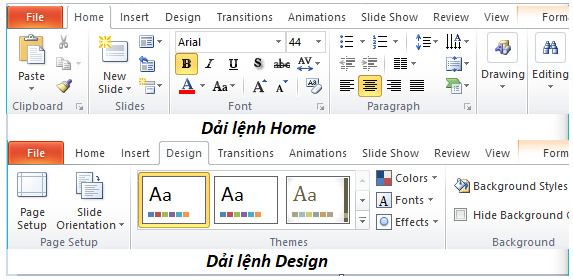 File Home Insert Design Transitions Animations Slide Show Review View Forma
Arial 44
Paste New Slide B I U S abc AV Drawing Editing
A Aa A A
Clipboard Slides Font Paragraph
Dải lệnh Home
File Home Insert Design Transitions Animations Slide Show Review View Form
Page Setup Slide Orientation Aa Aa Aa Colors Fonts Effects Background Styles
Hide Background G
Page Setup Themes Background
Dải lệnh Design